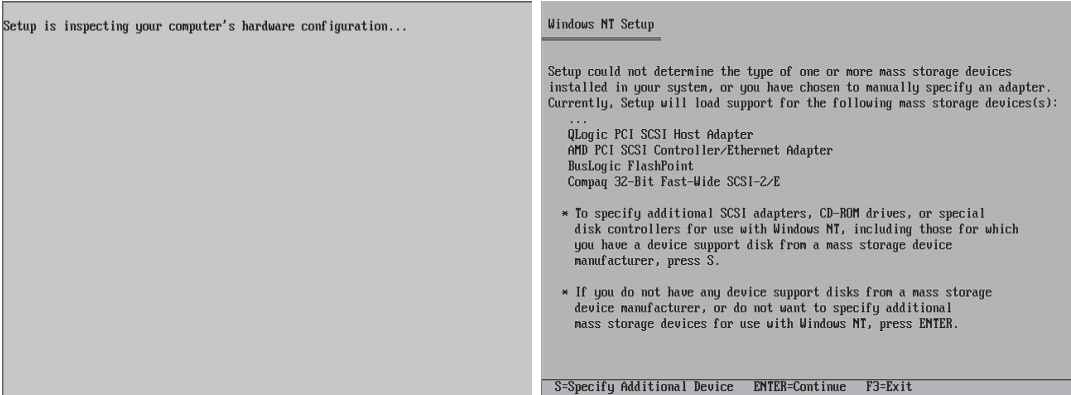 Setup is inspecting your computer's hardware configuration...
Windows NT Setup
Setup could not determine the type of one or more mass storage devices
installed in your system, or you have chosen to manually specify an adapter.
Currently, Setup will load support for the following mass storage devices(s):
...
QLogic PCI SCSI Host Adapter
AMD PCI SCSI Controller/Ethernet Adapter
BusLogic FlashPoint
Compaq 32-Bit Fast-Wide SCSI-2/E
* To specify additional SCSI adapters, CD-ROM drives, or special
disk controllers for use with Windows NT, including those for which
you have a device support disk from a mass storage device
manufacturer, press S.
* If you do not have any device support disks from a mass storage
device manufacturer, or do not want to specify additional
mass storage devices for use with Windows NT, press ENTER.
S=Specify Additional Device ENTER=Continue F3=Exit